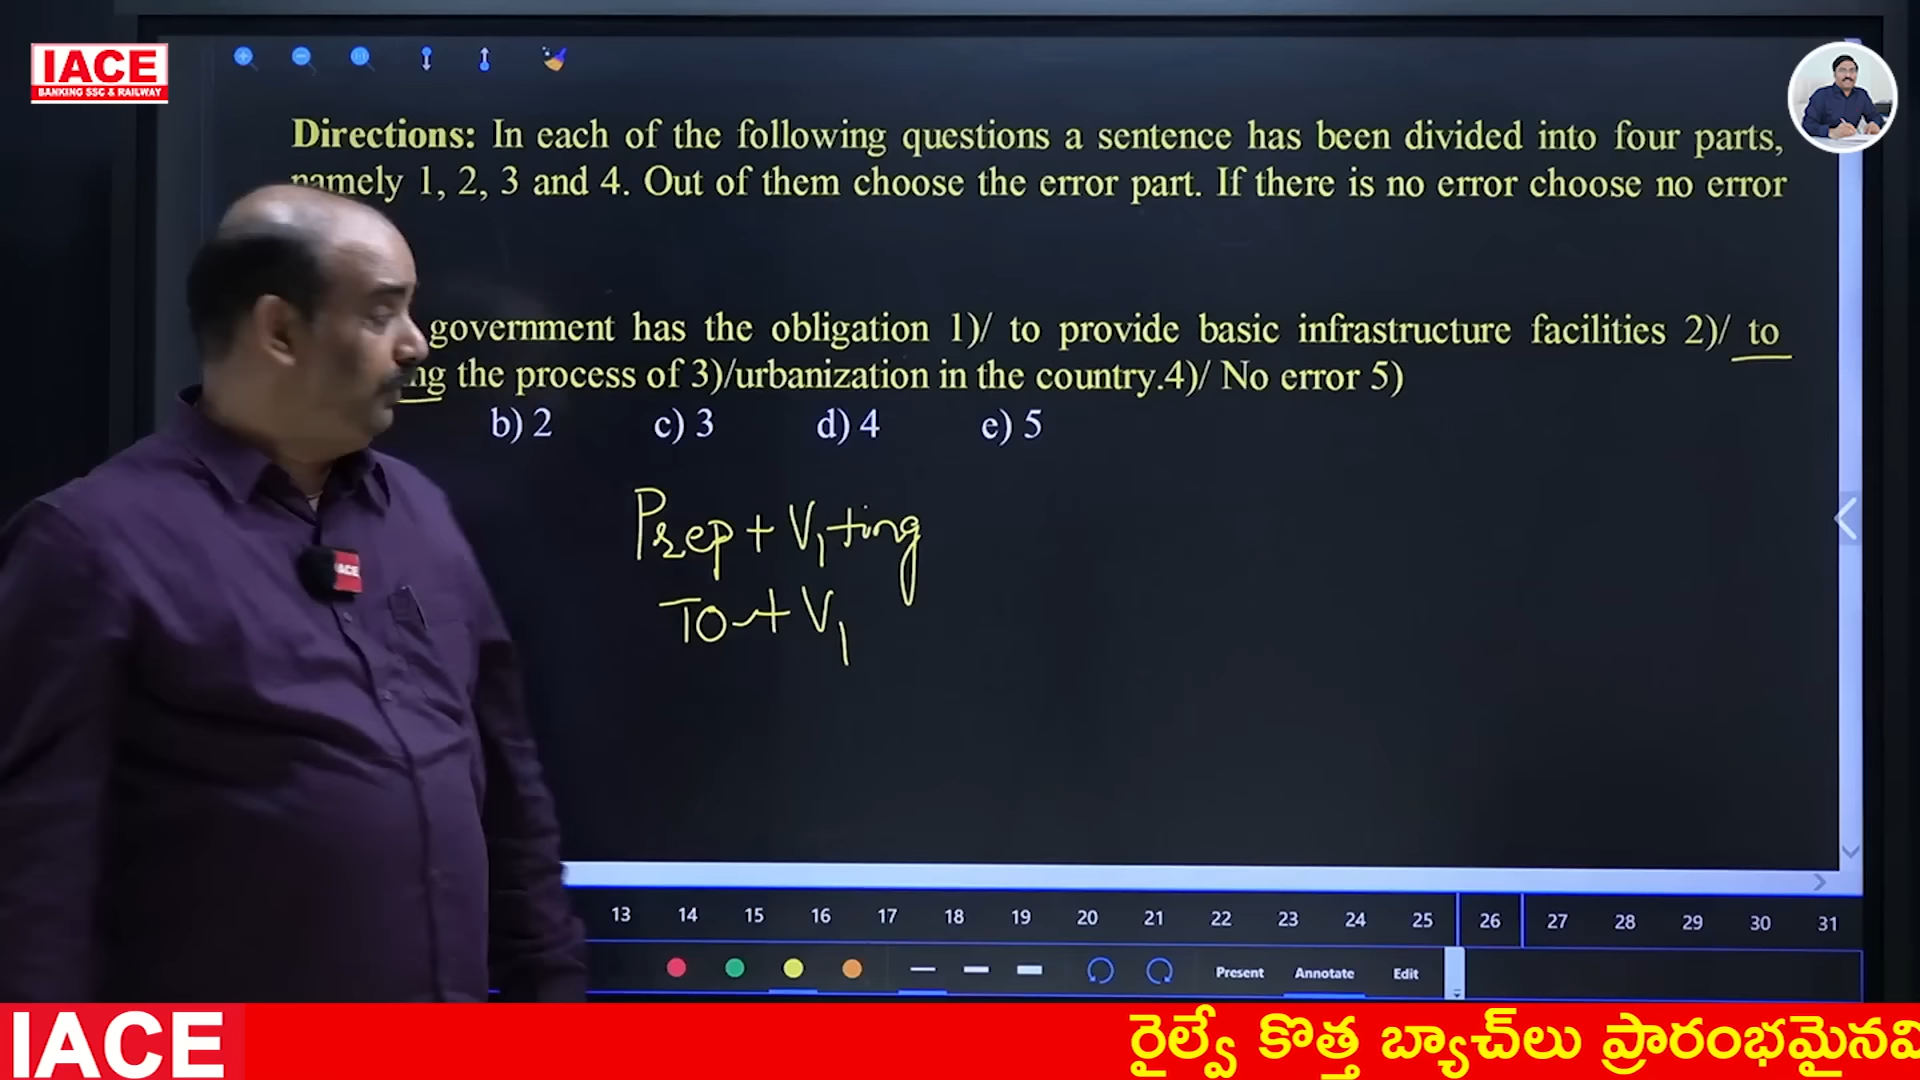 IACE
BANKING SSC & RAILWAY
Directions: In each of the following questions a sentence has been divided into four parts,
namely 1, 2, 3 and 4. Out of them choose the error part. If there is no error choose no error
government has the obligation 1)/ to provide basic infrastructure facilities 2)/ to
the process of 3)/urbanization in the country.4)/ No error 5)
b) 2 c) 3 d) 4 e) 5
Prep + V1+ing
TO + V1
IACE
13 14 15 16 17 18 19 20 21 22 23 24 25 26 27 28 29 30 31
Present Annotate Edit
IACE రైల్వే కొత్త బ్యాచ్‌లు